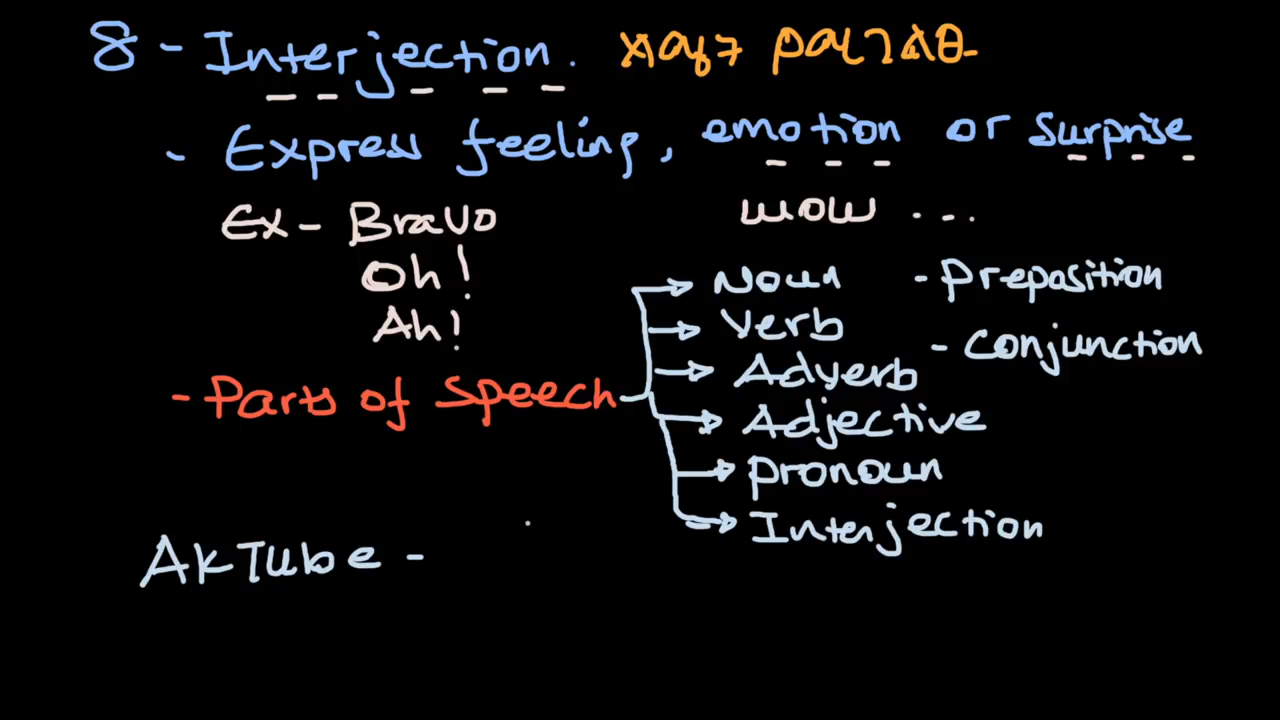 8 - Interjection.
- Express feeling, emotion or surprise
Ex - Bravo wow ...
Oh!
Ah!
- Parts of speech
Noun - Preposition
Verb - Conjunction
Adverb
Adjective
pronoun
Interjection
AkTube -